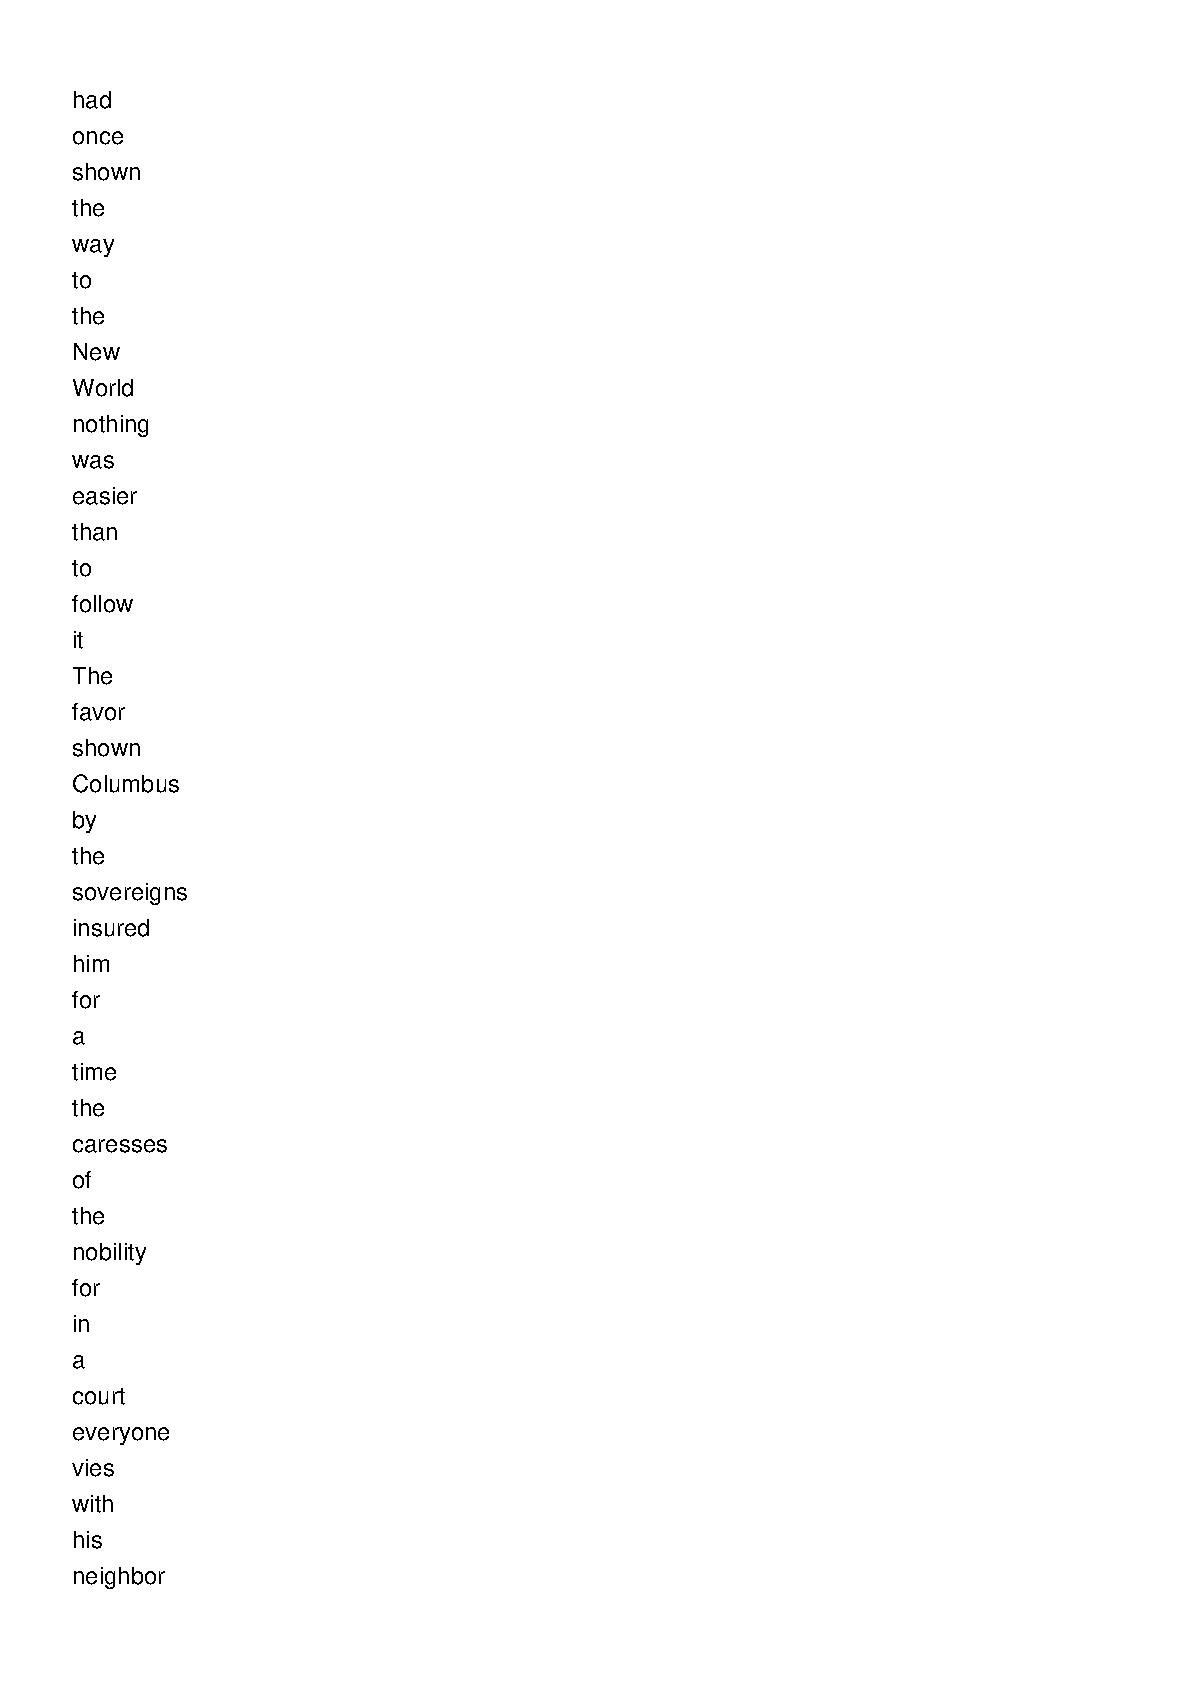 had
once
shown
the
way
to
the
New
World
nothing
was
easier
than
to
follow
it
The
favor
shown
Columbus
by
the
sovereigns
insured
him
for
a
time
the
caresses
of
the
nobility
for
in
a
court
everyone
vies
with
his
neighbor